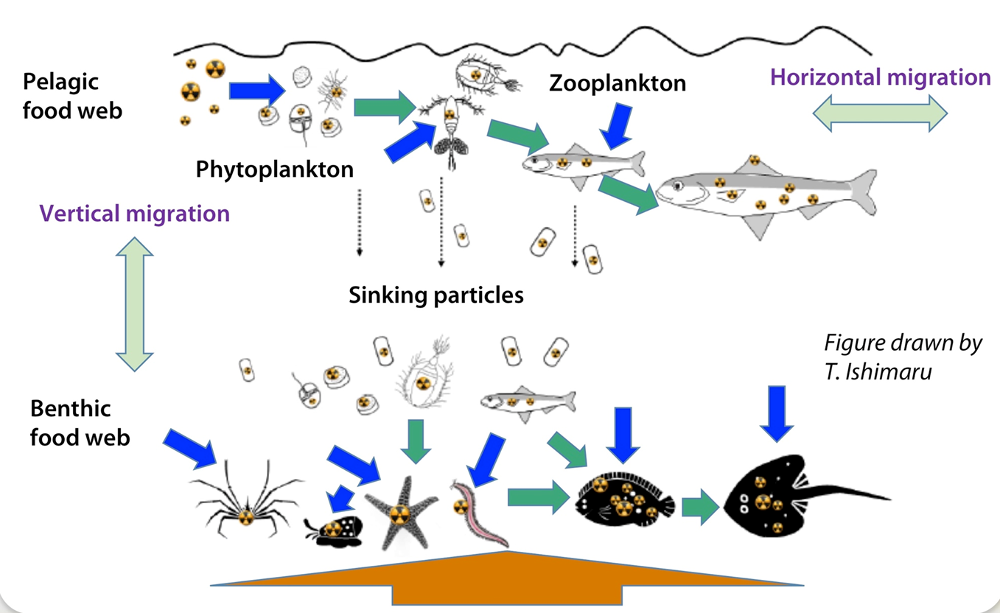 Pelagic
food web
Zooplankton
Horizontal migration
Phytoplankton
Vertical migration
Sinking particles
Figure drawn by
T. Ishimaru
Benthic
food web